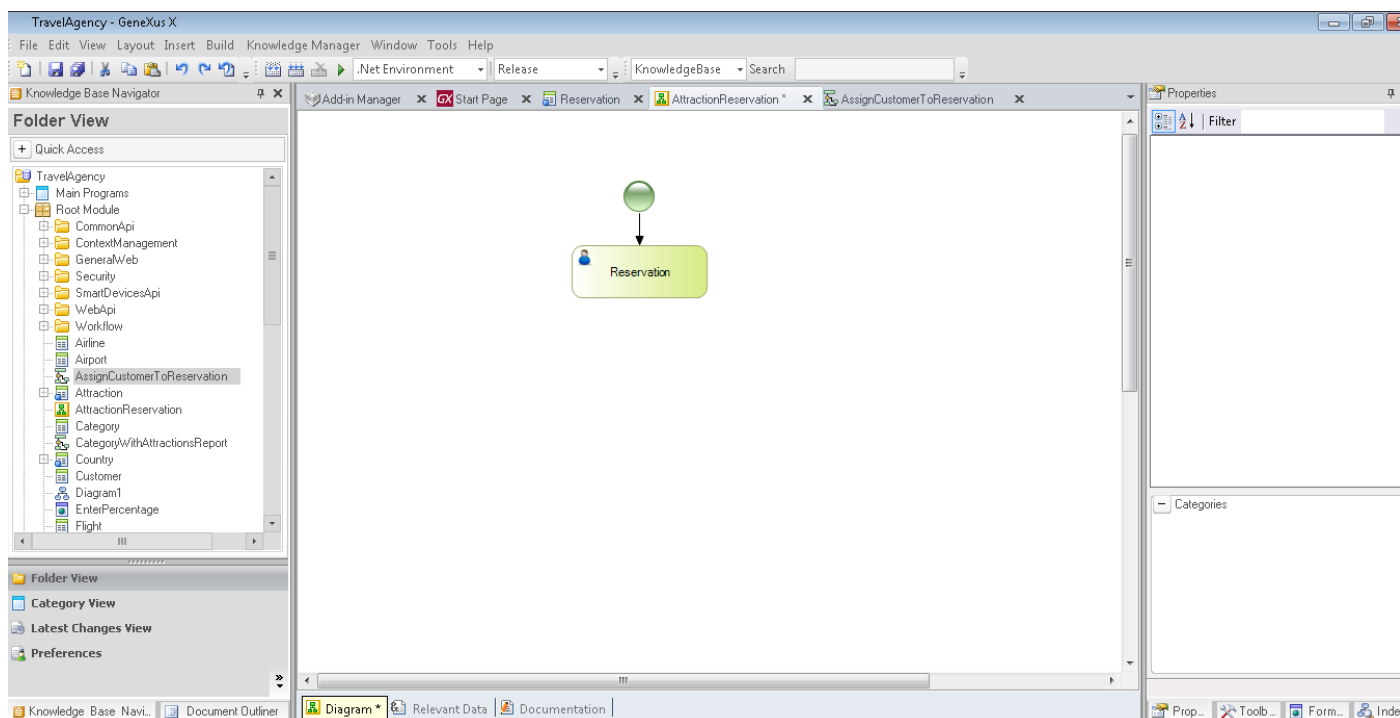 TravelAgency - GeneXus X
File Edit View Layout Insert Build Knowledge Manager Window Tools Help
.Net Environment Release KnowledgeBase Search
Knowledge Base Navigator
Folder View
Quick Access
TravelAgency
Main Programs
Root Module
CommonApi
ContextManagement
GeneralWeb
Security
SmartDevicesApi
WebApi
Workflow
Airline
Airport
AssignCustomerToReservation
Attraction
AttractionReservation
Category
CategoryWithAttractionsReport
Country
Customer
Diagram1
EnterPercentage
Flight
Folder View
Category View
Latest Changes View
Preferences
Knowledge Base Navi... Document Outliner
Add-in Manager GX Start Page Reservation AttractionReservation * AssignCustomerToReservation
Reservation
Diagram * Relevant Data Documentation
Properties
Filter
Categories
Prop... Toolb... Form... Inde